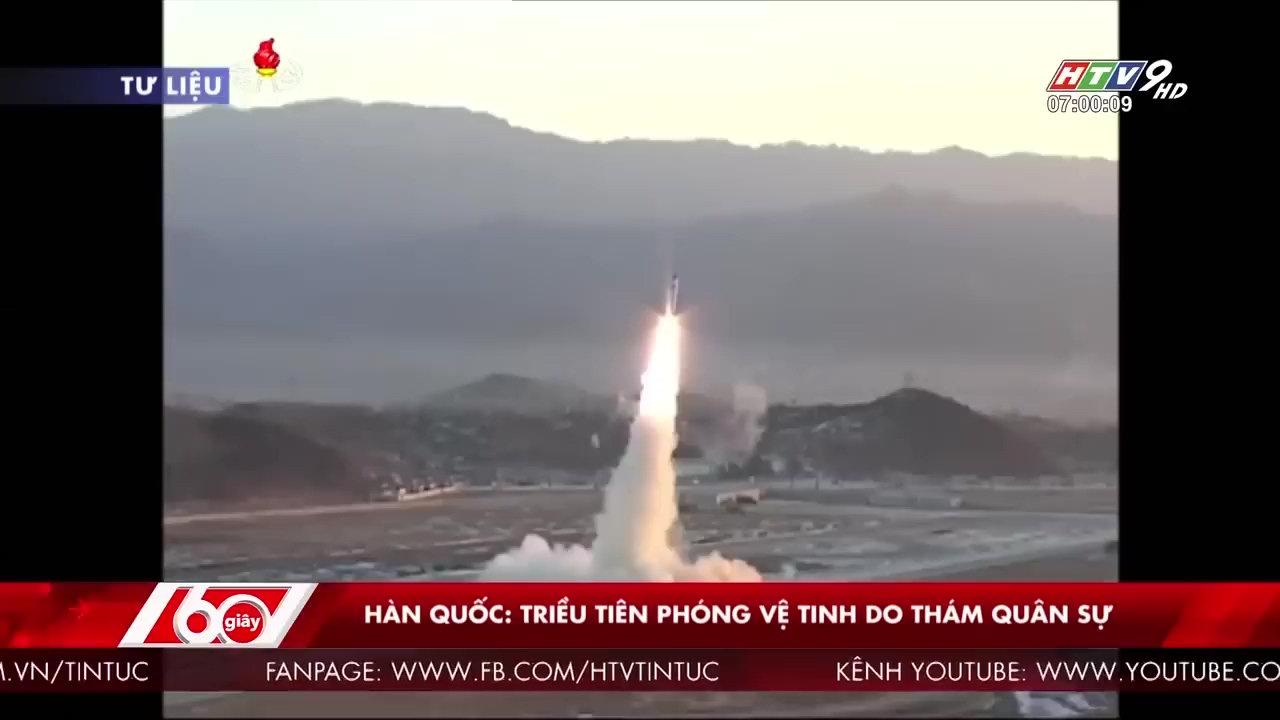 TƯ LIỆU
HTV9 HD
07:00:09
60 giây
HÀN QUỐC: TRIỀU TIÊN PHÓNG VỆ TINH DO THÁM QUÂN SỰ
M.VN/TINTUC FANPAGE: WWW.FB.COM/HTVTINTUC KÊNH YOUTUBE: WWW.YOUTUBE.CO